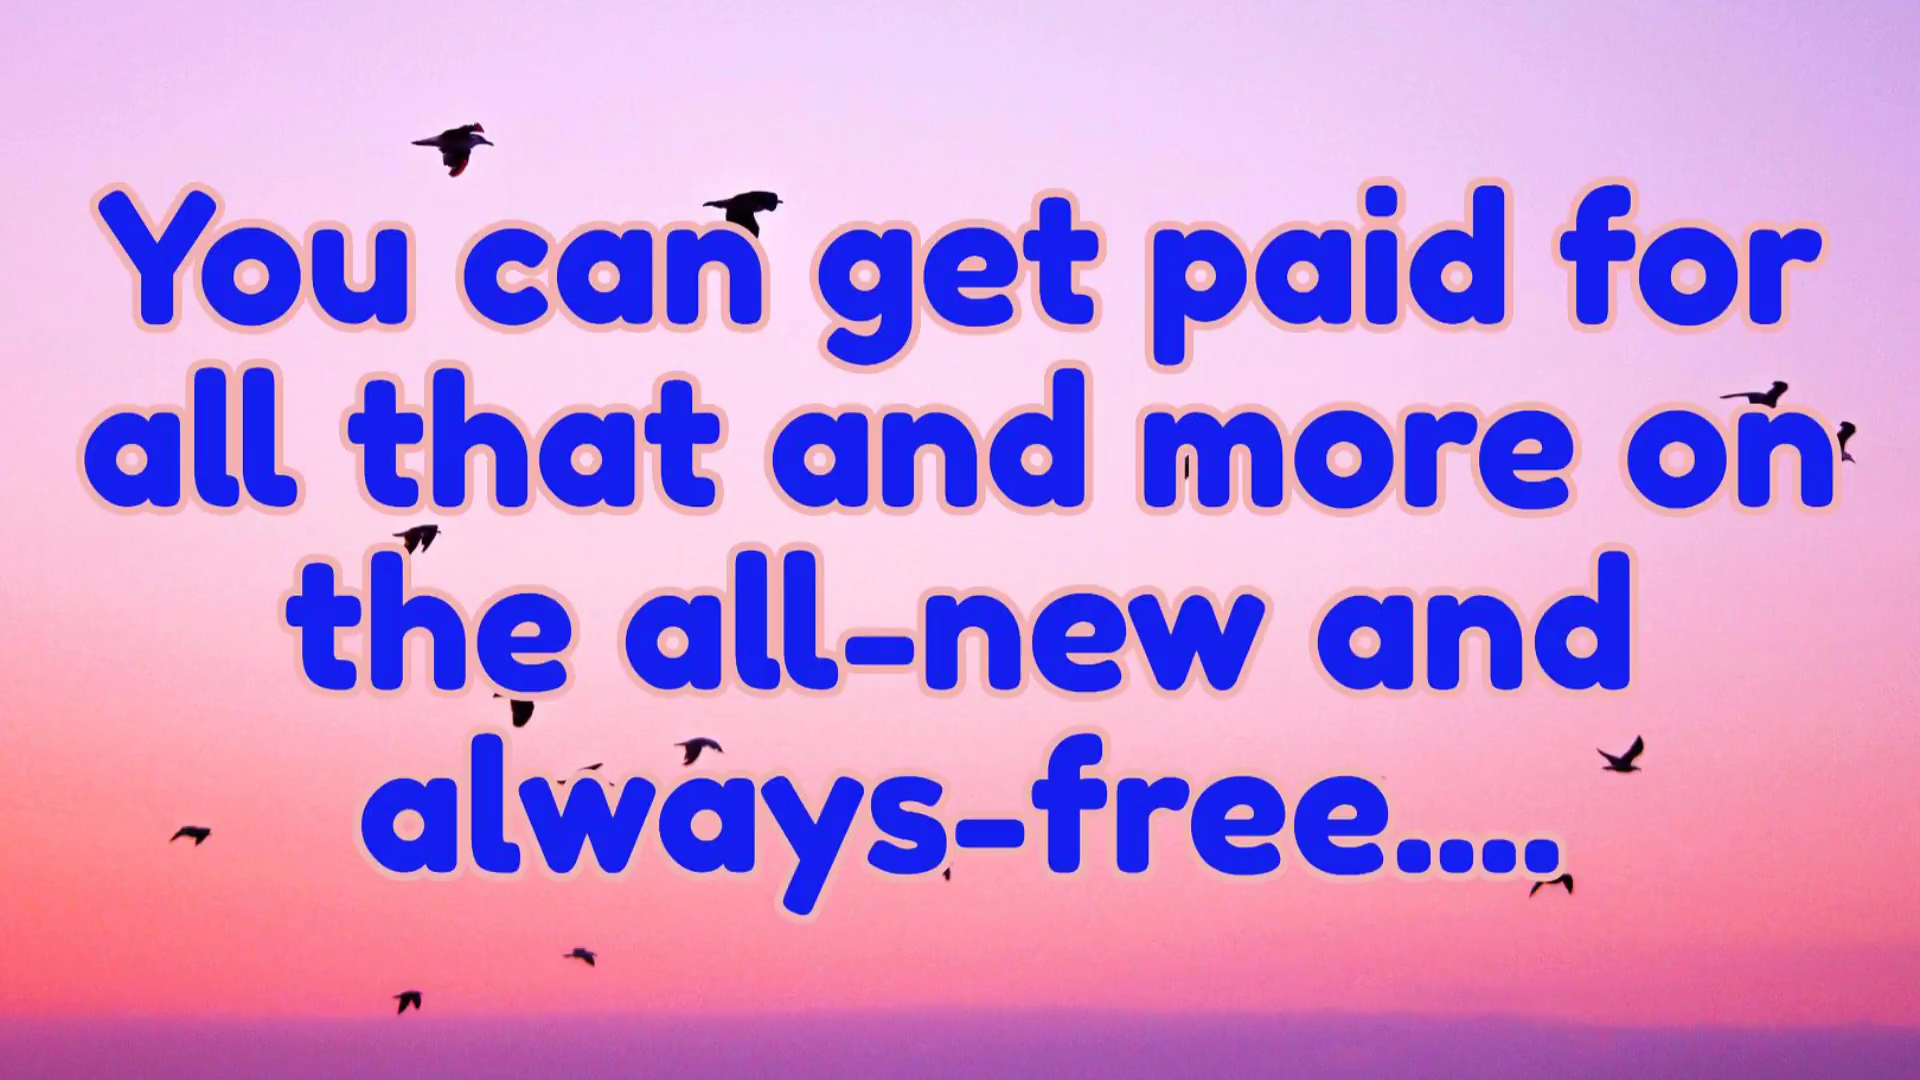 You can get paid for
all that and more on
the all-new and
always-free....